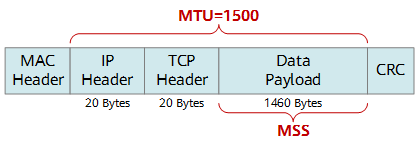 MTU=1500
MAC
Header
IP
Header
TCP
Header
Data
Payload
CRC
20 Bytes
20 Bytes
1460 Bytes
MSS